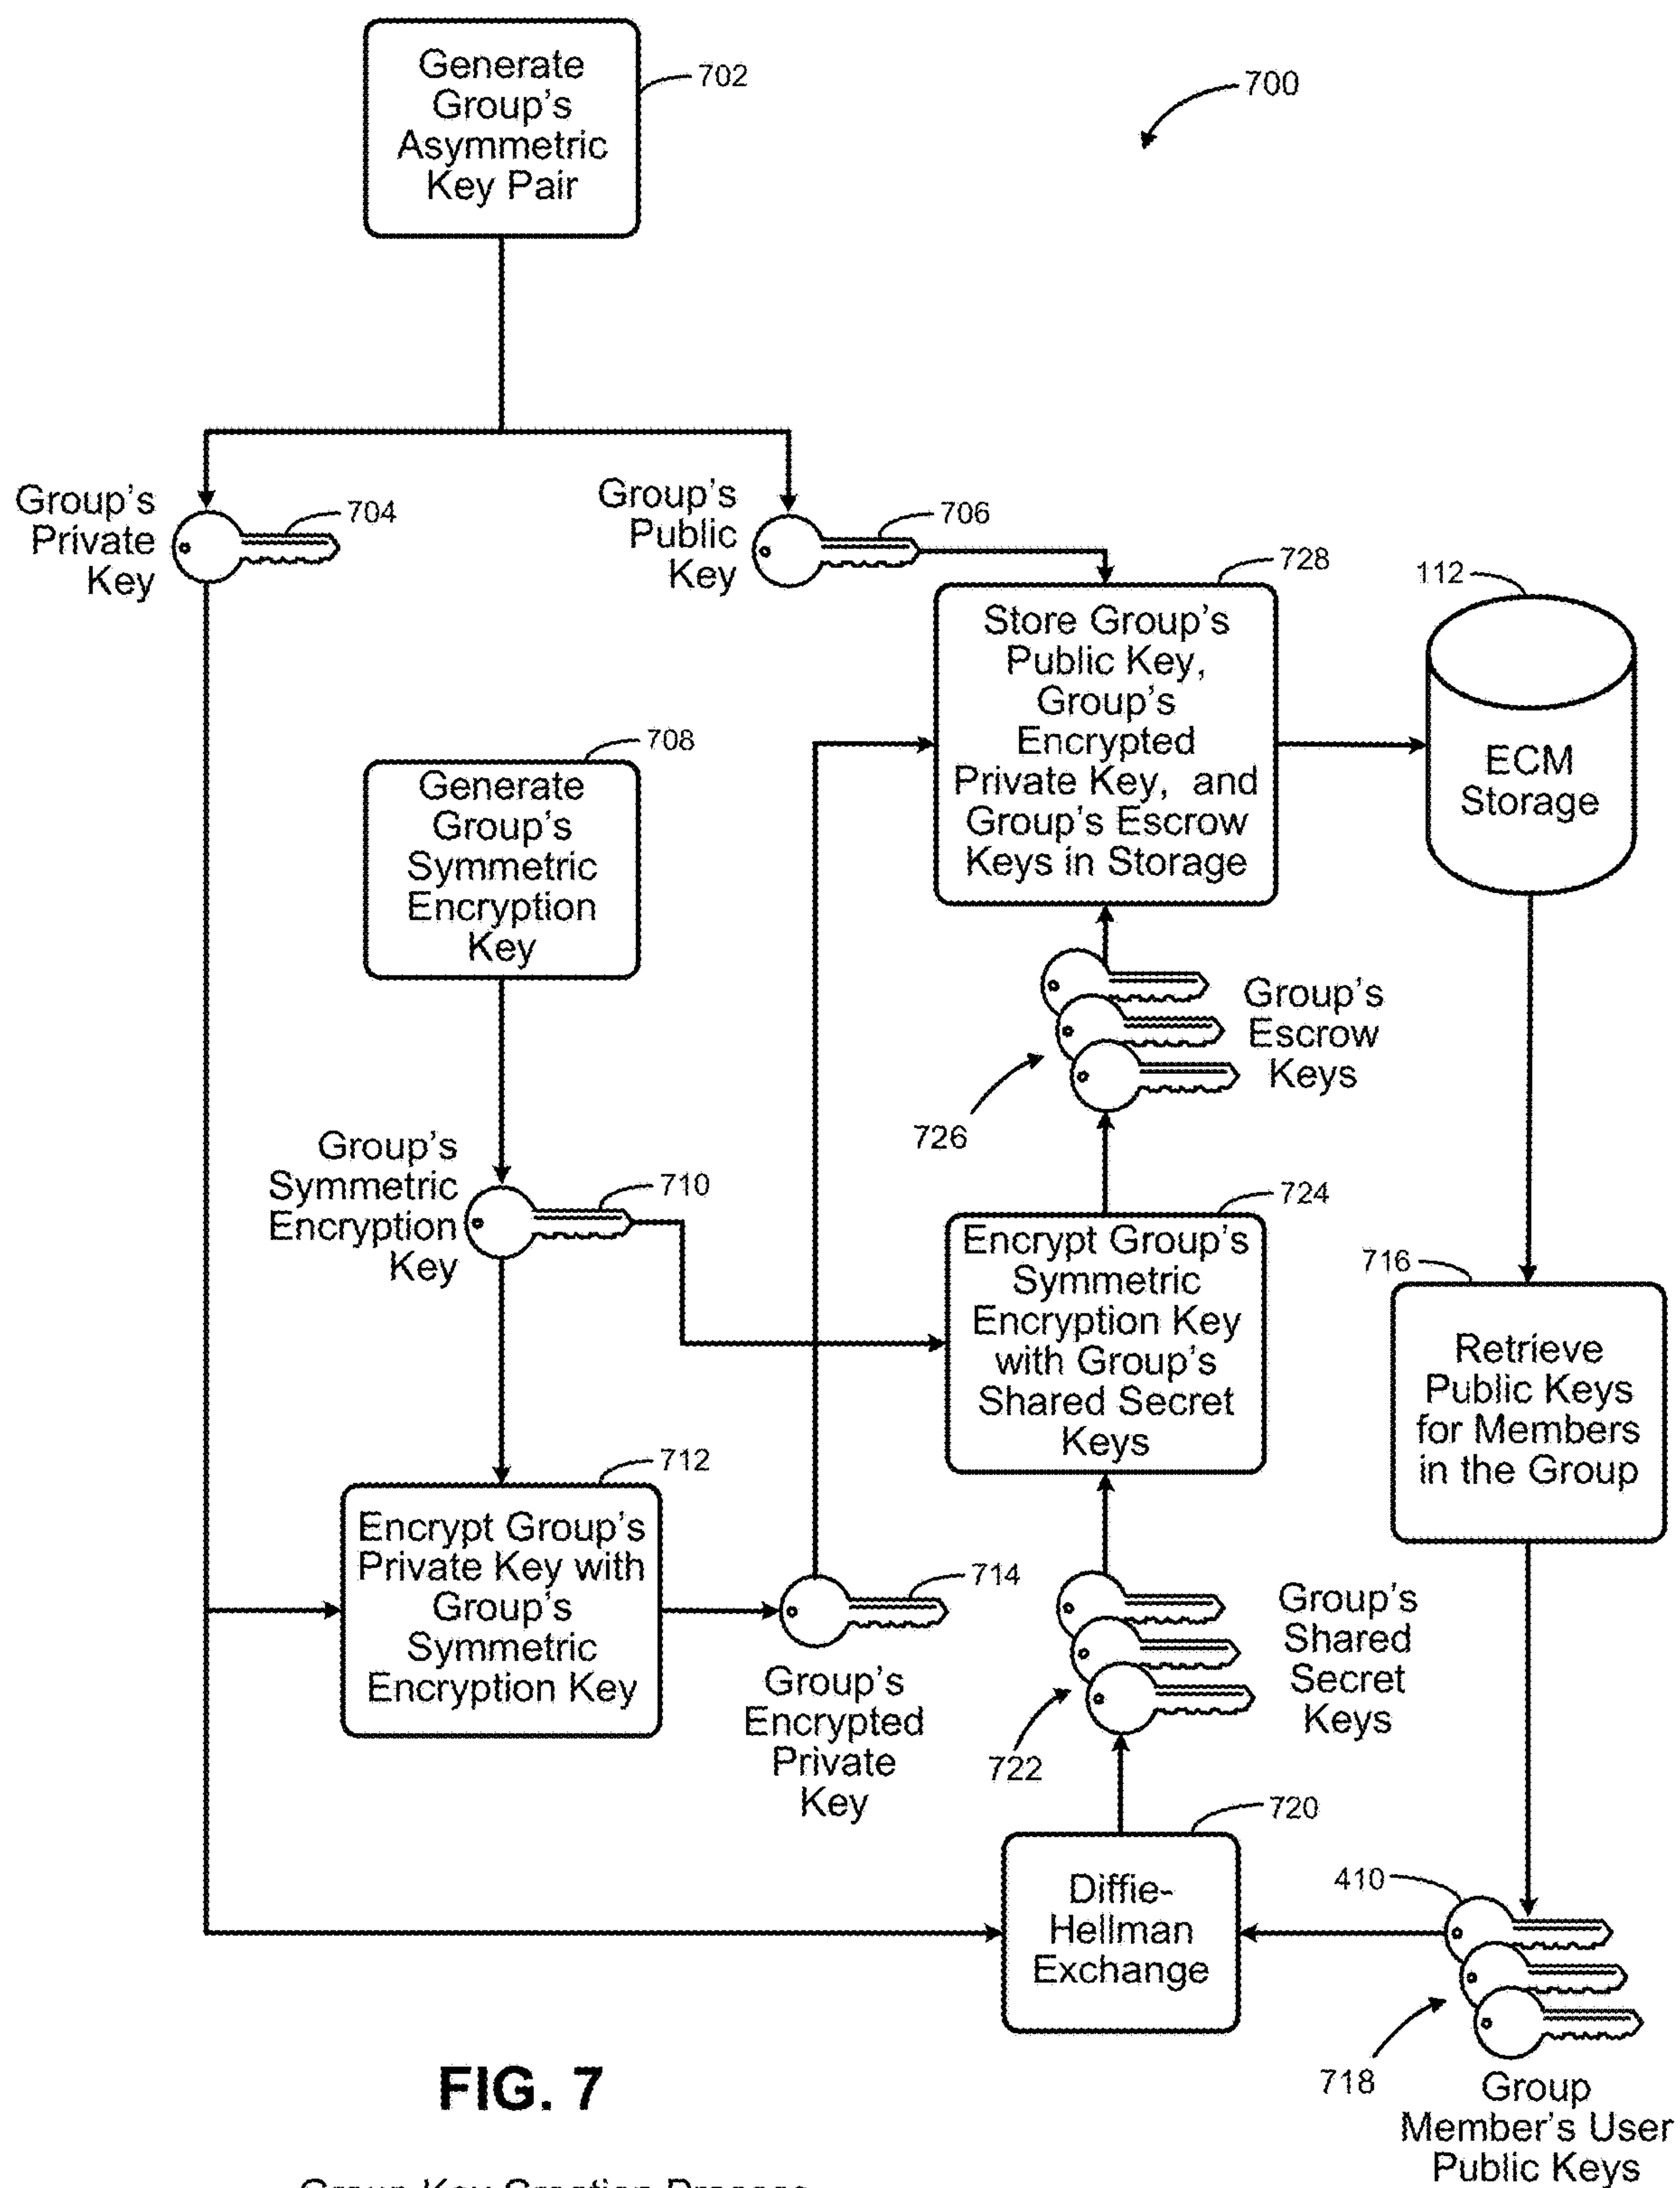 Generate
Group's
Asymmetric
Key Pair
702
700
Group's
Private
Key
704
Group's
Public
Key
706
728
Store Group's
Public Key,
Group's
Encrypted
Private Key, and
Group's Escrow
Keys in Storage
112
ECM
Storage
708
Generate
Group's
Symmetric
Encryption
Key
Group's
Escrow
Keys
726
Group's
Symmetric
Encryption
Key
710
724
Encrypt Group's
Symmetric
Encryption Key
with Group's
Shared Secret
Keys
716
Retrieve
Public Keys
for Members
in the Group
712
Encrypt Group's
Private Key with
Group's
Symmetric
Encryption Key
714
Group's
Encrypted
Private
Key
Group's
Shared
Secret
Keys
722
720
Diffie-
Hellman
Exchange
410
718
Group
Member's User
Public Keys
FIG. 7
Group Key Creation Process